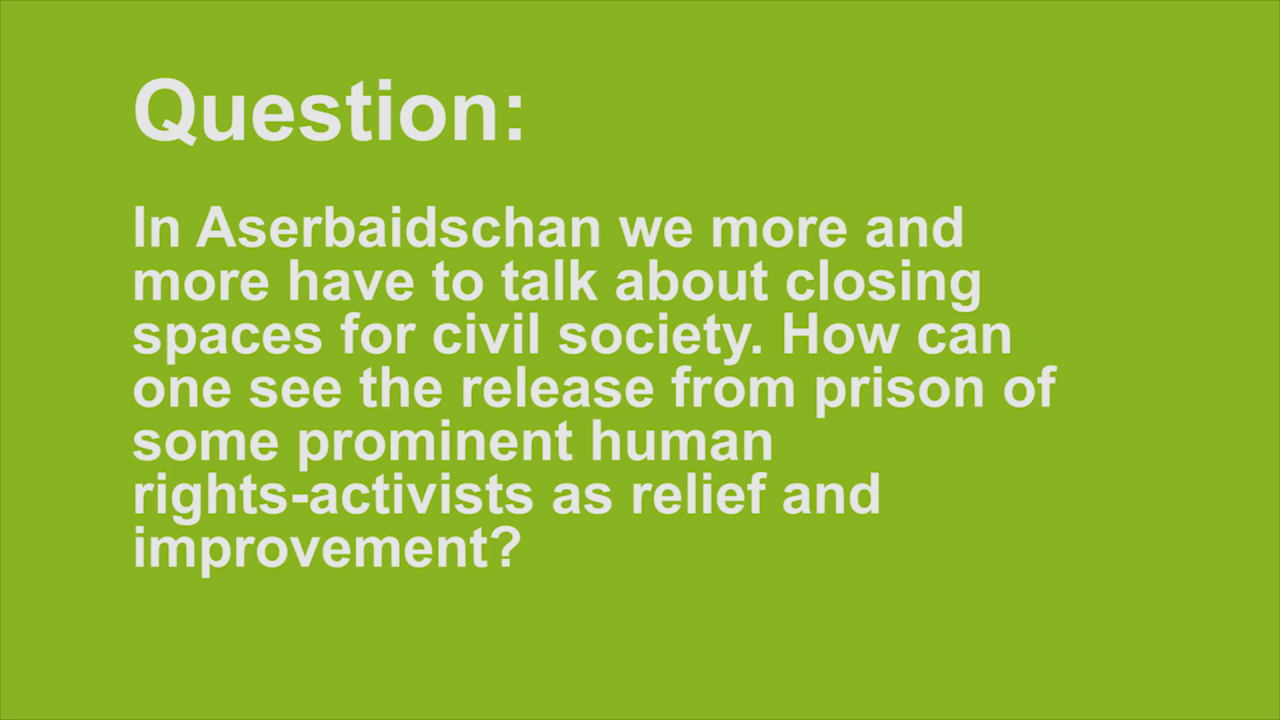 Question:
In Aserbaidschan we more and
more have to talk about closing
spaces for civil society. How can
one see the release from prison of
some prominent human
rights-activists as relief and
improvement?